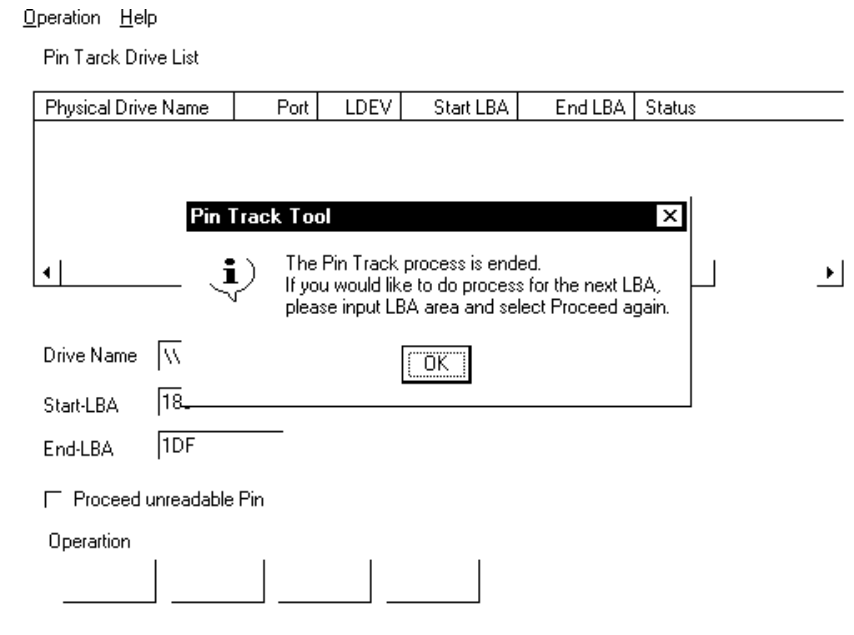 Operation Help
Pin Tarck Drive List
Physical Drive Name Port LDEV Start LBA End LBA Status
Pin Track Tool
The Pin Track process is ended.
If you would like to do process for the next LBA,
please input LBA area and select Proceed again.
OK
Drive Name \\
Start-LBA 18
End-LBA 1DF
Proceed unreadable Pin
Operartion